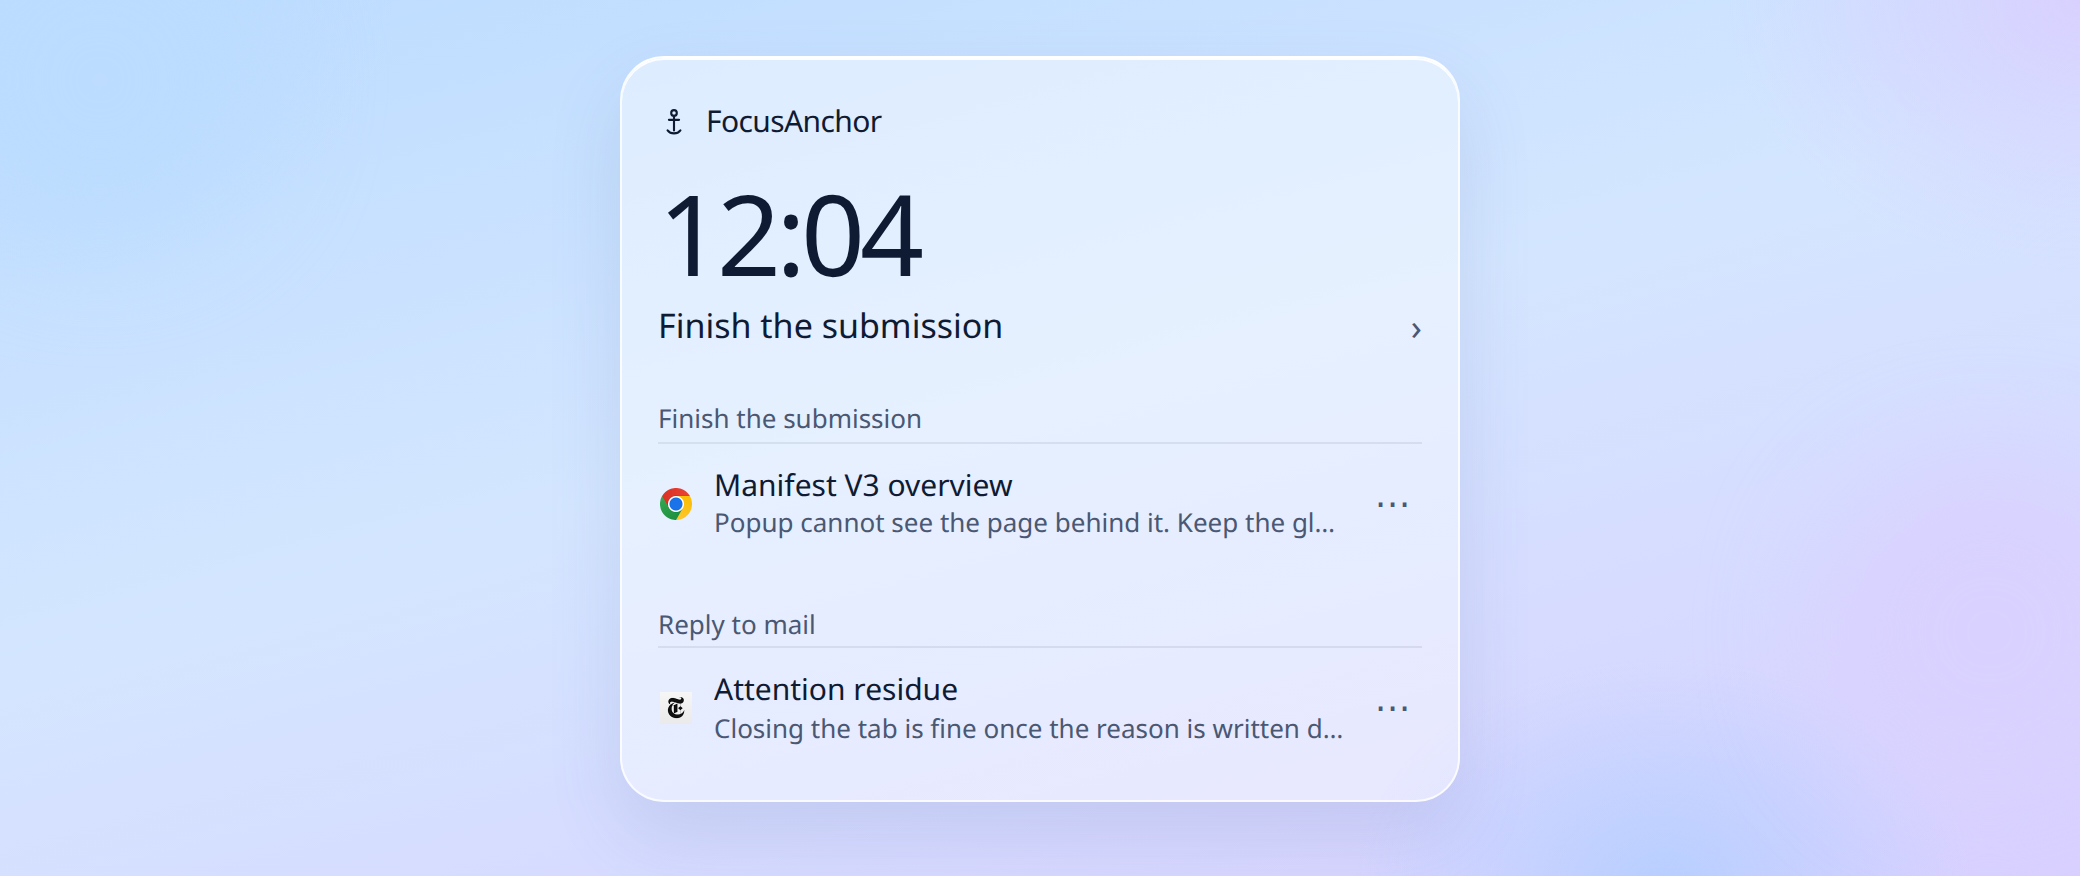 FocusAnchor
12:04
Finish the submission
›
Finish the submission
Manifest V3 overview
Popup cannot see the page behind it. Keep the gl...
...
Reply to mail
Attention residue
Closing the tab is fine once the reason is written d...
...